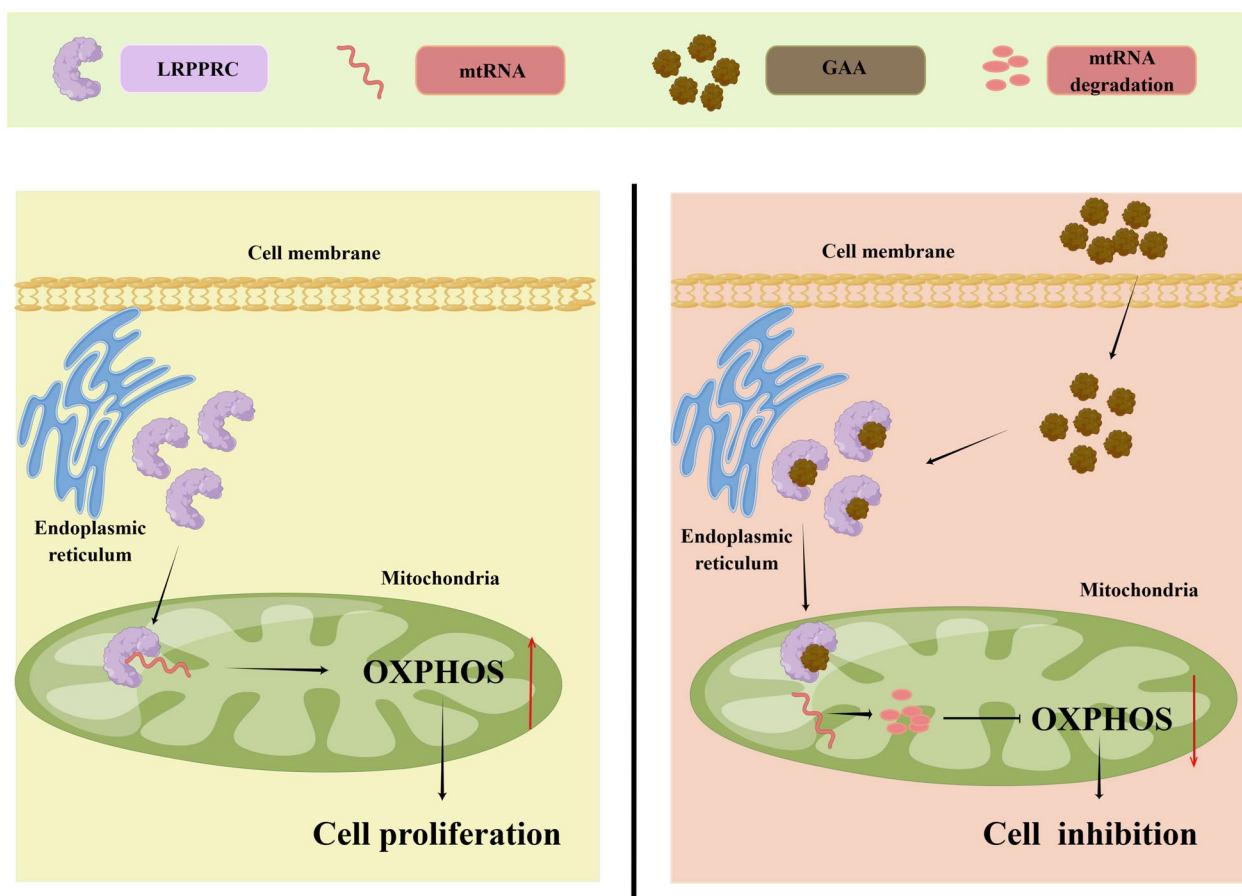 LRPPRC
mtRNA
GAA
mtRNA
degradation
Cell membrane
Endoplasmic
reticulum
Mitochondria
OXPHOS
Cell proliferation
Cell membrane
Endoplasmic
reticulum
Mitochondria
OXPHOS
Cell inhibition